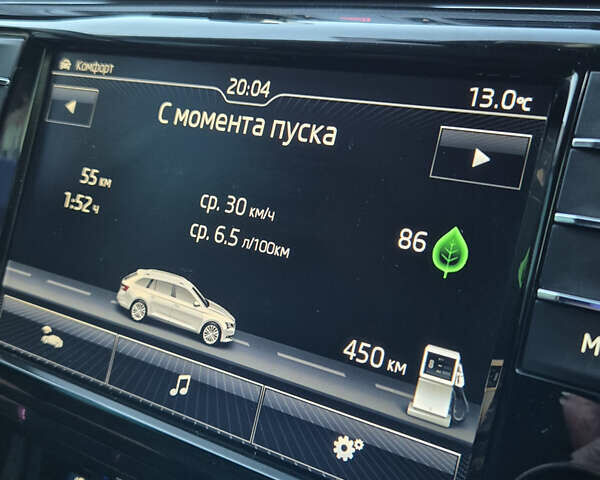 Комфорт
20:04
13.0°C
С момента пуска
55 км
1:52 ч
ср. 30 км/ч
ср. 6.5 л/100км
86
450 км
8
M